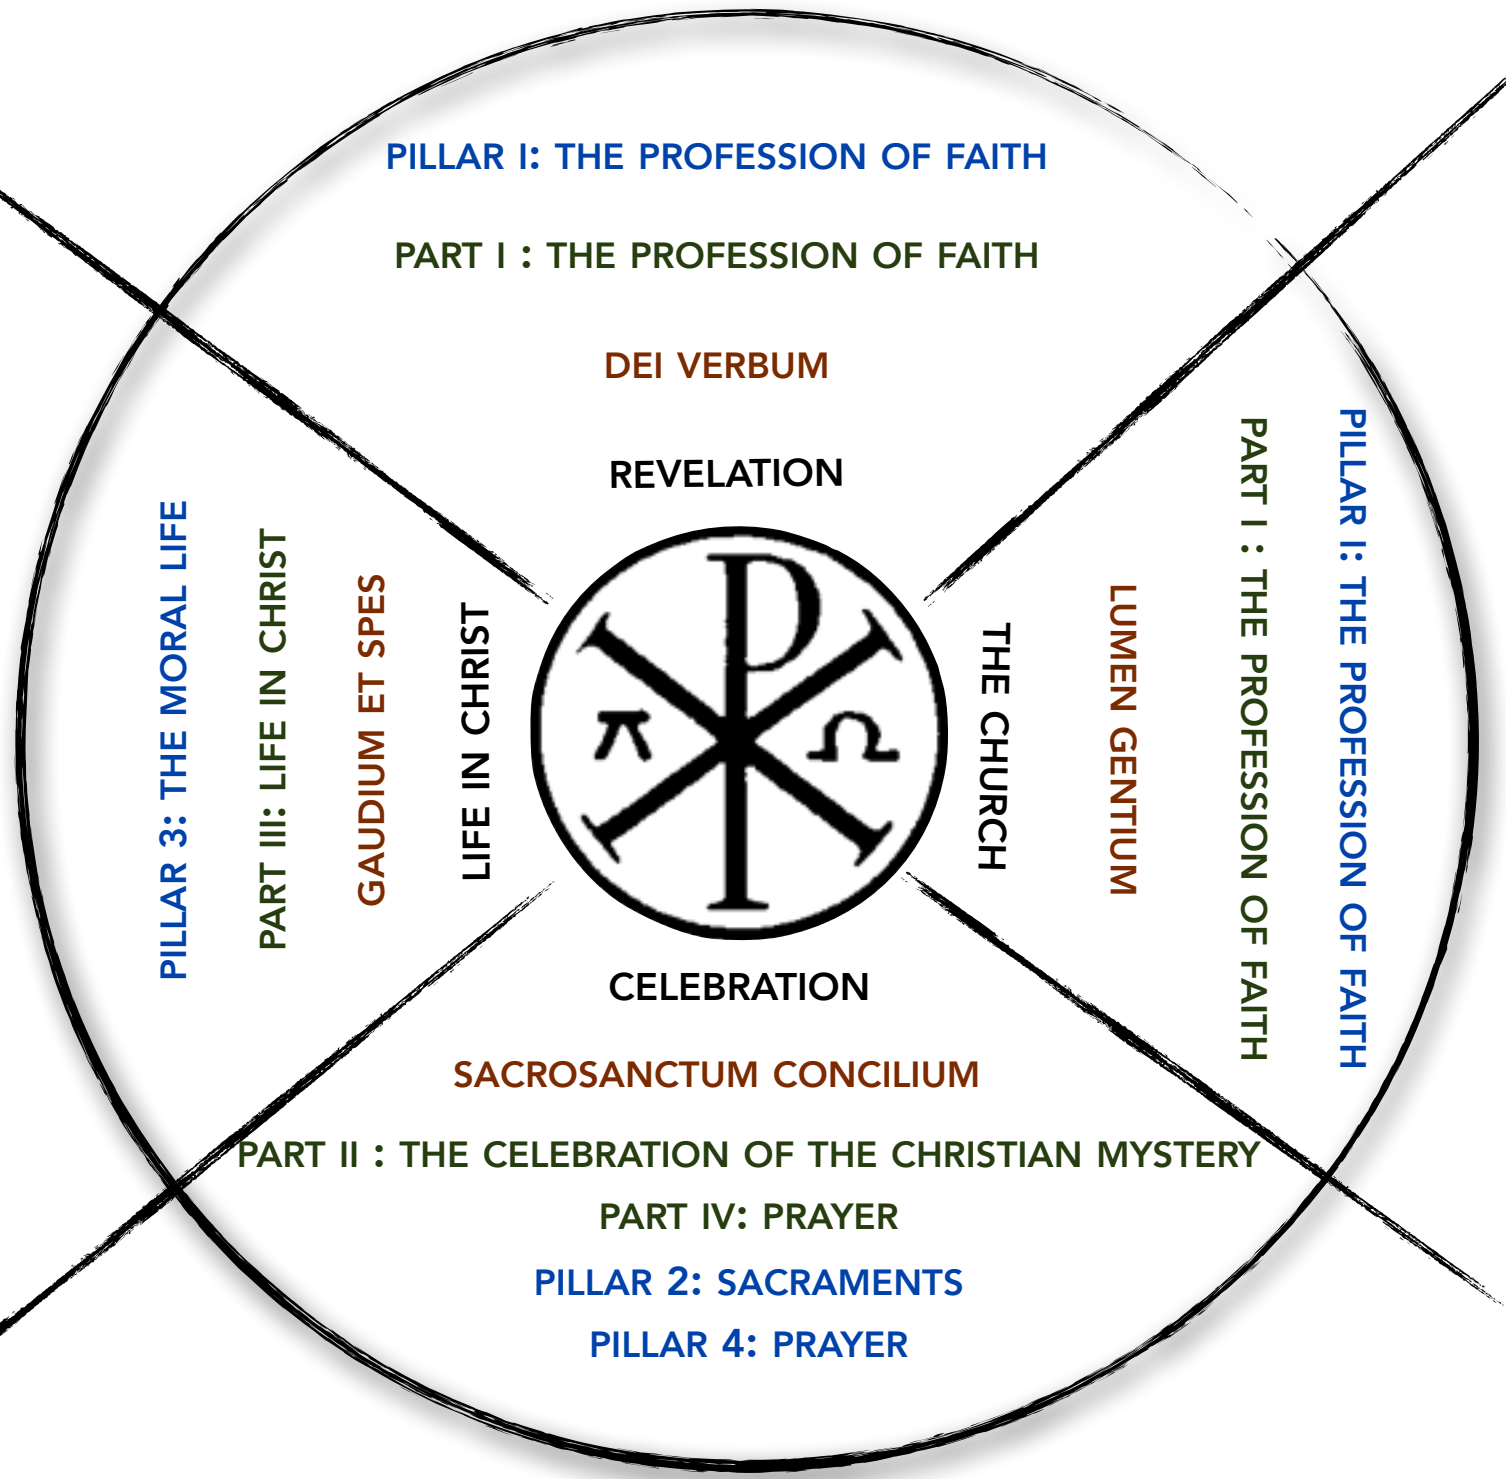 PILLAR I: THE PROFESSION OF FAITH
PART I : THE PROFESSION OF FAITH
DEI VERBUM
REVELATION
PILLAR 3: THE MORAL LIFE
PART III: LIFE IN CHRIST
GAUDIUM ET SPES
LIFE IN CHRIST
THE CHURCH
LUMEN GENTIUM
PART I : THE PROFESSION OF FAITH
PILLAR I: THE PROFESSION OF FAITH
CELEBRATION
SACROSANCTUM CONCILIUM
PART II : THE CELEBRATION OF THE CHRISTIAN MYSTERY
PART IV: PRAYER
PILLAR 2: SACRAMENTS
PILLAR 4: PRAYER